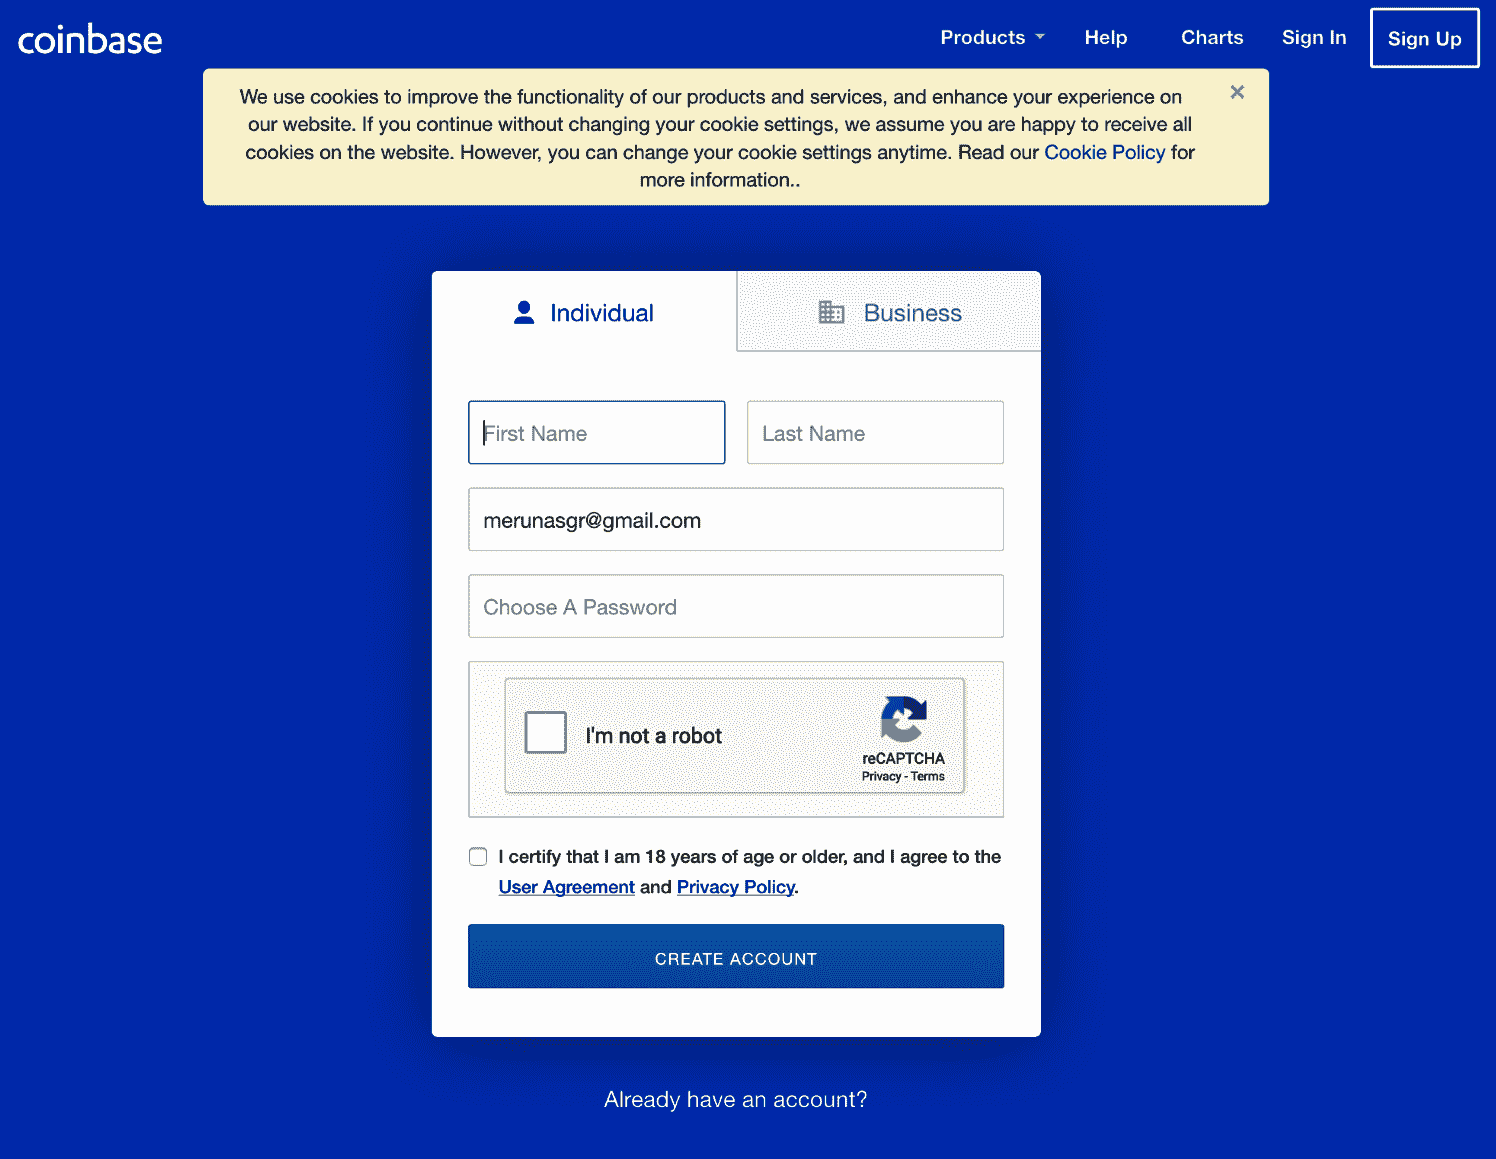 coinbase
Products Help Charts Sign In Sign Up
We use cookies to improve the functionality of our products and services, and enhance your experience on
our website. If you continue without changing your cookie settings, we assume you are happy to receive all
cookies on the website. However, you can change your cookie settings anytime. Read our Cookie Policy for
more information..
Individual
Business
First Name
Last Name
merunasgr@gmail.com
Choose A Password
I'm not a robot
reCAPTCHA
Privacy - Terms
I certify that I am 18 years of age or older, and I agree to the
User Agreement and Privacy Policy.
CREATE ACCOUNT
Already have an account?